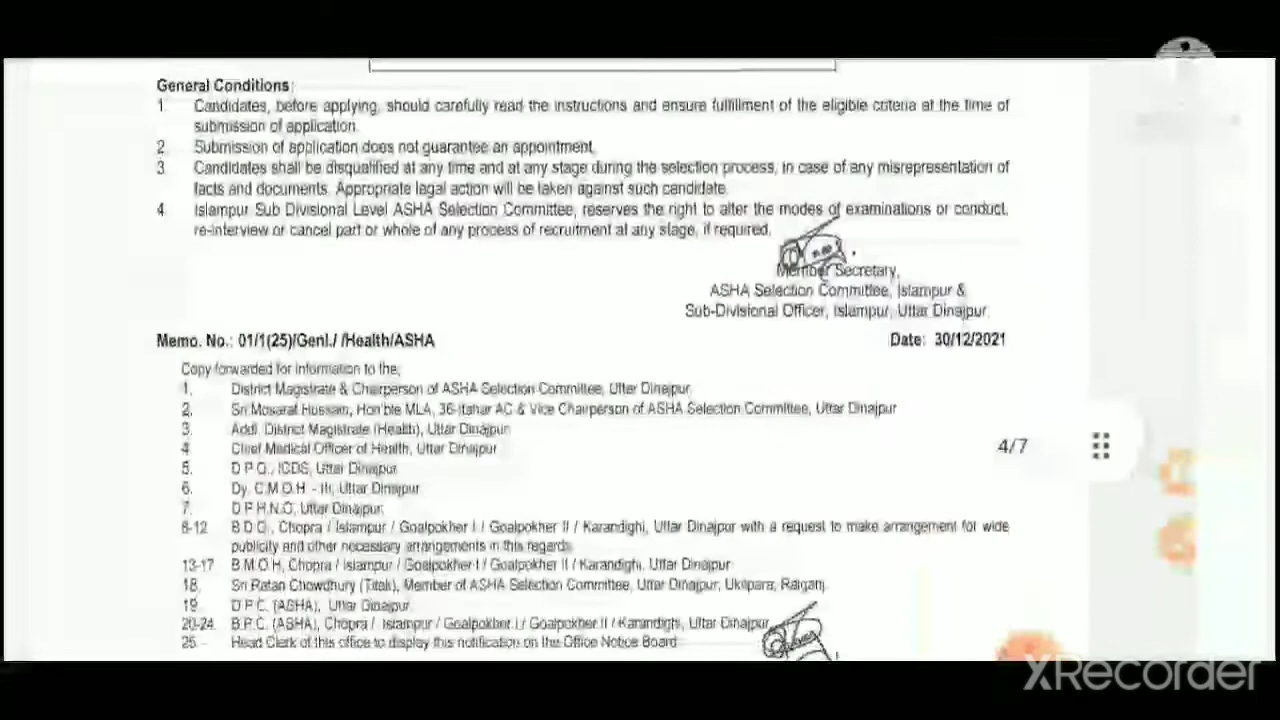 General Conditions:
1. Candidates, before applying, should carefully read the instructions and ensure fulfillment of the eligible criteria at the time of
submission of application.
2. Submission of application does not guarantee an appointment.
3. Candidates shall be disqualified at any time and at any stage during the selection process, in case of any misrepresentation of
facts and documents. Appropriate legal action will be taken against such candidate.
4. Islampur Sub Divisional Level ASHA Selection Committee, reserves the right to alter the modes of examinations or conduct,
re-interview or cancel part or whole of any process of recruitment at any stage, if required.
Member Secretary,
ASHA Selection Committee, Islampur &
Sub-Divisional Officer, Islampur, Uttar Dinajpur.
Memo. No.: 01/1(25)/Genl./ /Health/ASHA Date: 30/12/2021
Copy forwarded for information to the,
1. District Magistrate & Chairperson of ASHA Selection Committee, Uttar Dinajpur
2. Sri Mosaraf Hussain, Hon'ble MLA, 36-Itahar AC & Vice Chairperson of ASHA Selection Committee, Uttar Dinajpur
3. Addl. District Magistrate (Health), Uttar Dinajpur
4. Chief Medical Officer of Health, Uttar Dinajpur
4/7
5. D.P.O., ICDS, Uttar Dinajpur
6. Dy. C.M.O.H - III, Uttar Dinajpur
7. D.P.H.N.O, Uttar Dinajpur
8-12 B.D.O., Chopra / Islampur / Goalpokher I / Goalpokher II / Karandighi, Uttar Dinajpur with a request to make arrangement for wide
publicity and other necessary arrangements in this regards
13-17 B.M.O.H, Chopra / Islampur / Goalpokher I / Goalpokher II / Karandighi, Uttar Dinajpur
18. Sri Ratan Chowdhury (Titak), Member of ASHA Selection Committee, Uttar Dinajpur, Ukilpara, Raiganj.
19. D.P.C. (ASHA), Uttar Dinajpur.
20-24. B.P.C. (ASHA), Chopra / Islampur / Goalpokher I / Goalpokher II / Karandighi, Uttar Dinajpur
25.- Head Clerk of this office to display this notification on the Office Notice Board
XRecorder